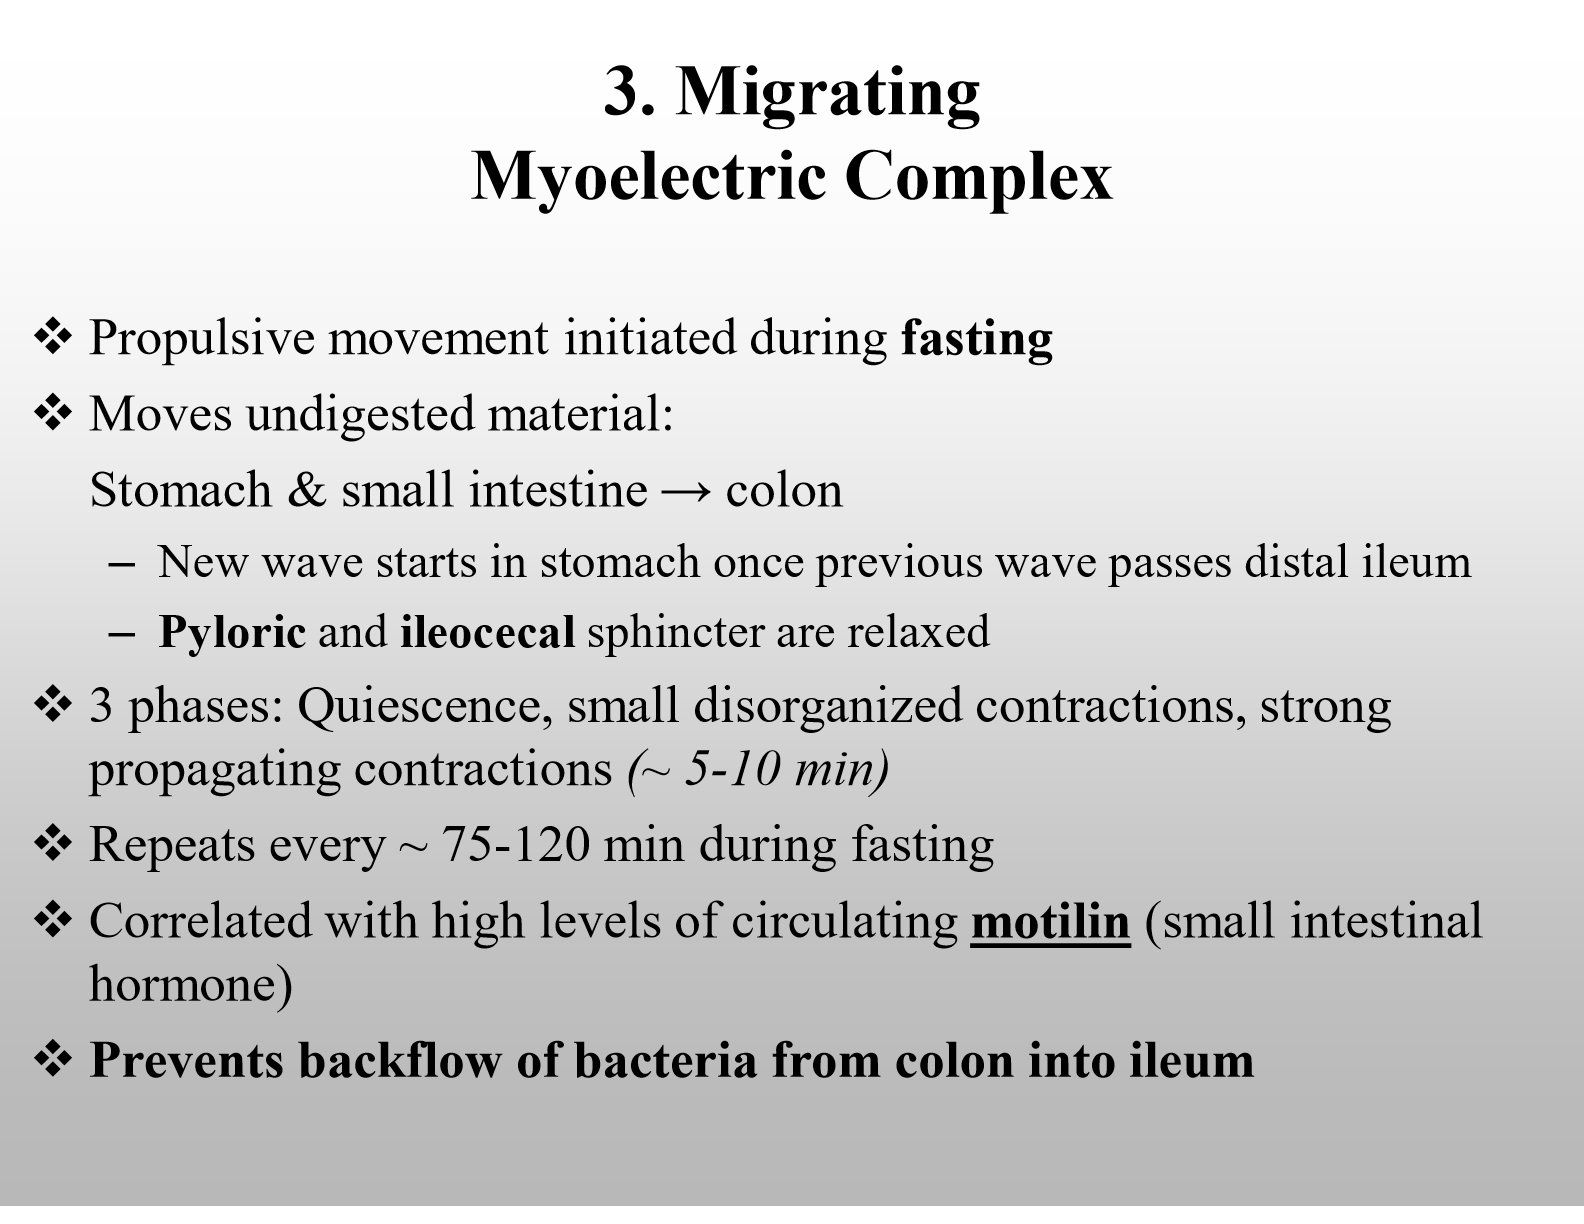 3. Migrating
Myoelectric Complex
❖ Propulsive movement initiated during fasting
❖ Moves undigested material:
Stomach & small intestine → colon
– New wave starts in stomach once previous wave passes distal ileum
– Pyloric and ileocecal sphincter are relaxed
❖ 3 phases: Quiescence, small disorganized contractions, strong
propagating contractions (~ 5-10 min)
❖ Repeats every ~ 75-120 min during fasting
❖ Correlated with high levels of circulating motilin (small intestinal
hormone)
❖ Prevents backflow of bacteria from colon into ileum